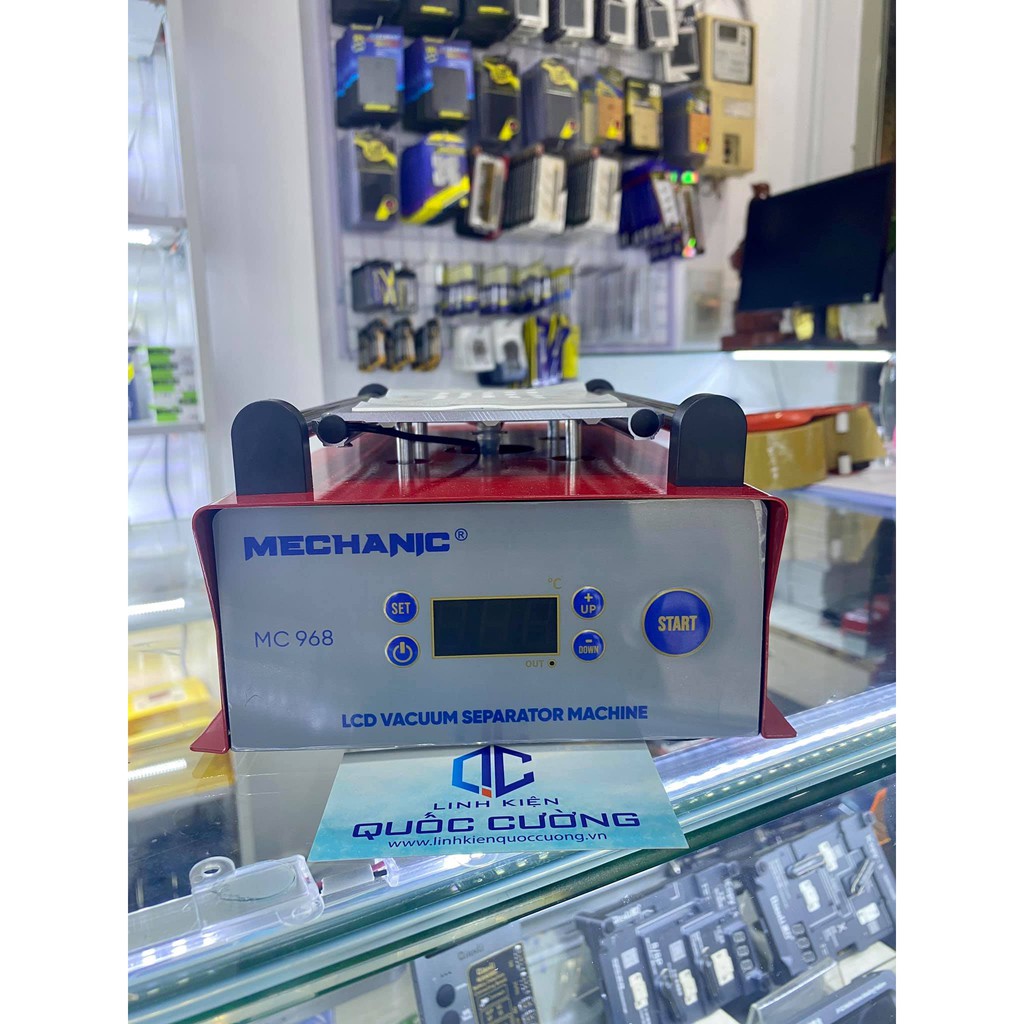 MECHANIC®
°C
SET
+
UP
START
MC 968
-
DOWN
OUT
LCD VACUUM SEPARATOR MACHINE
QC
LINH KIỆN
QUỐC CƯỜNG
www.linhkienquoccuong.vn